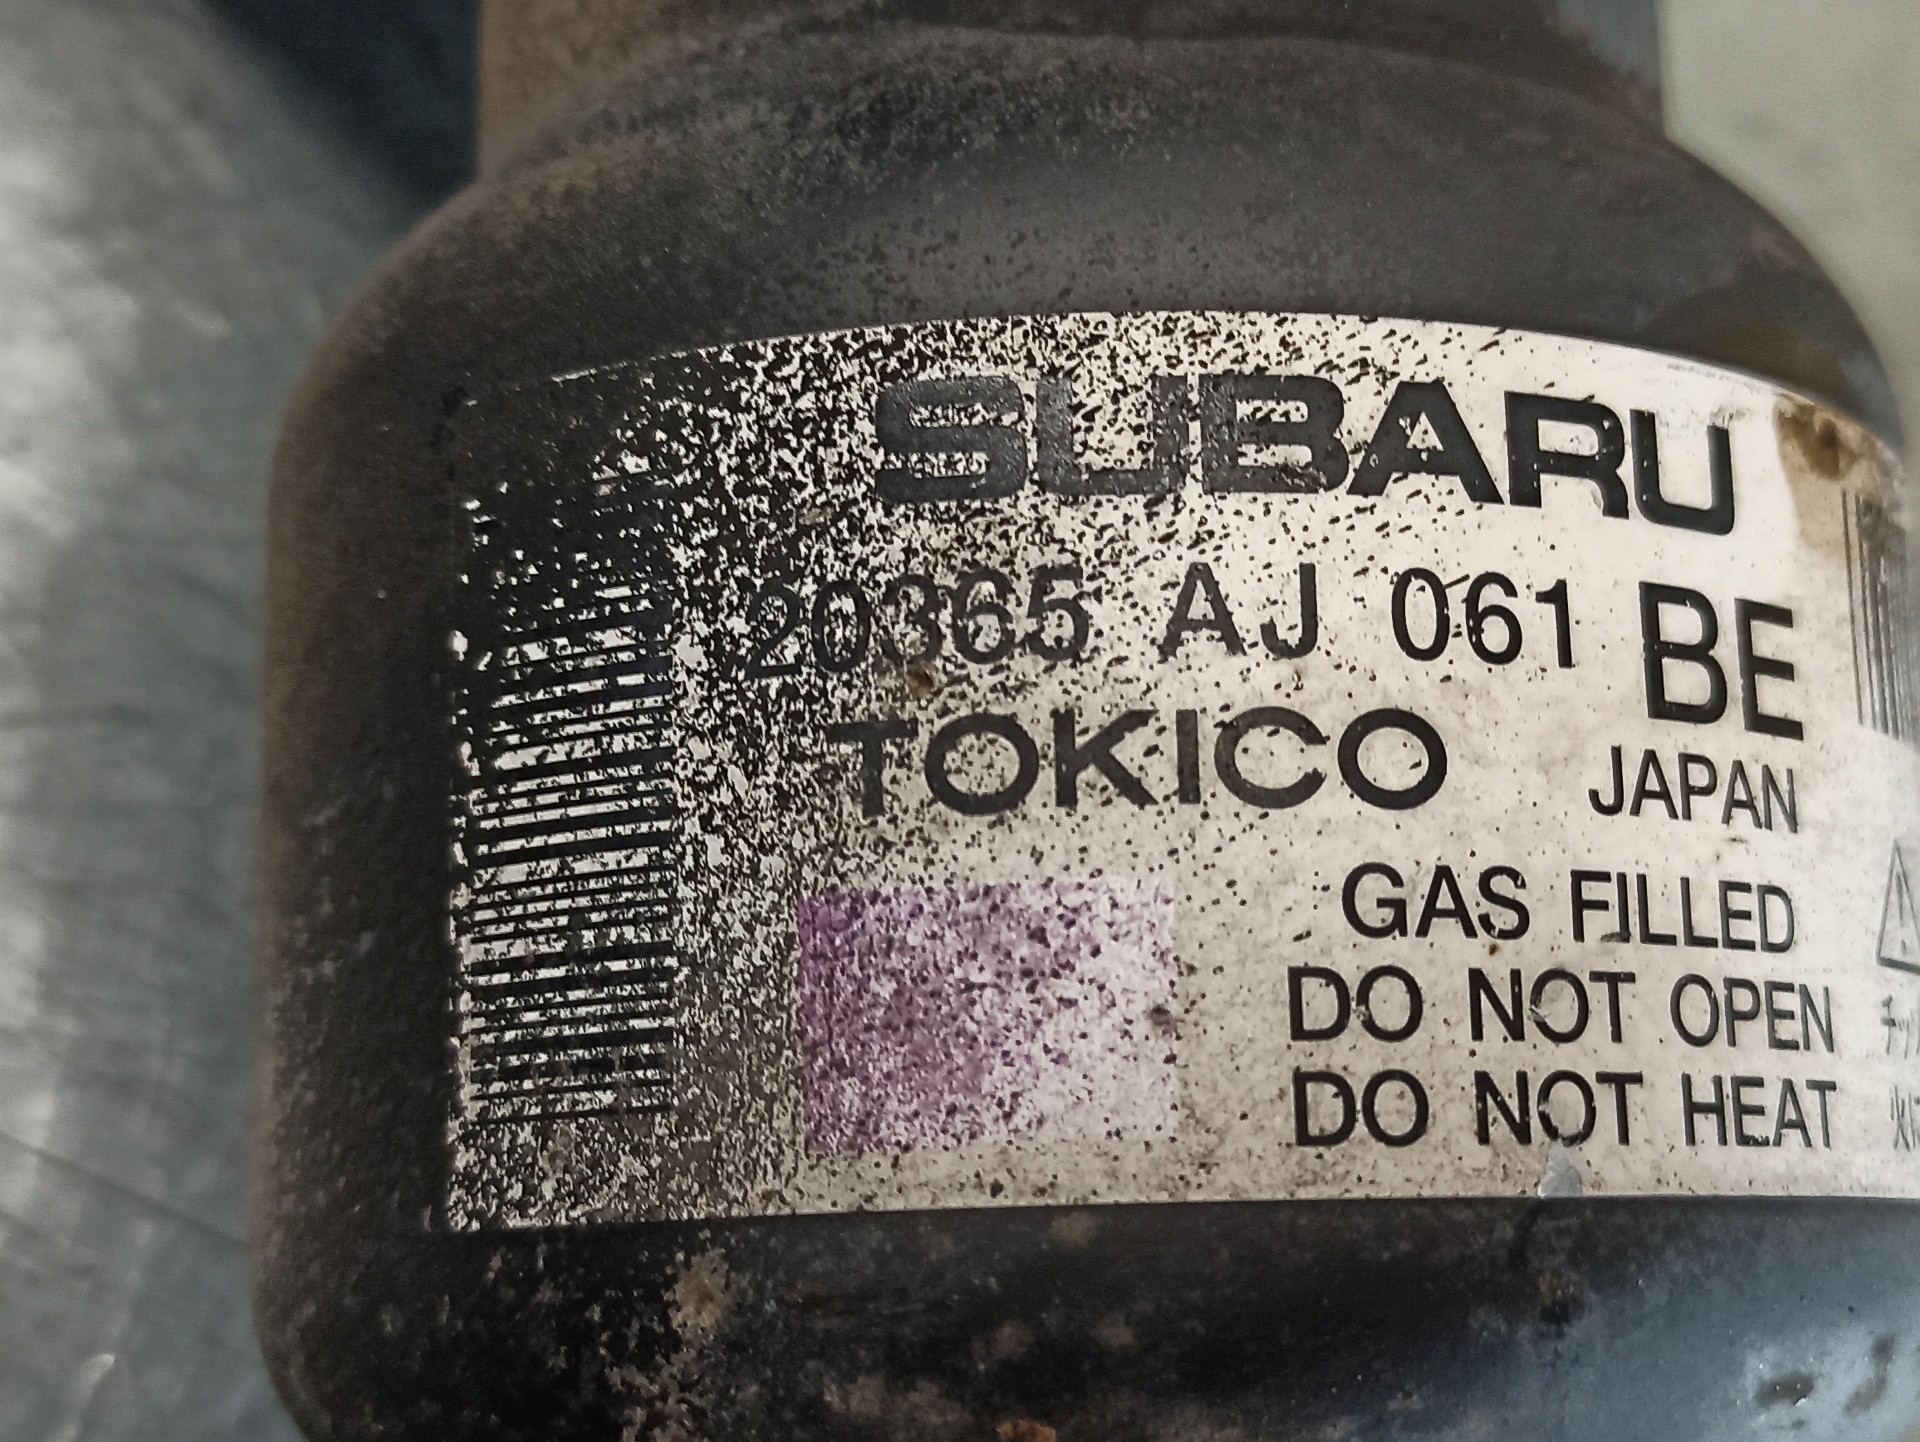 SUBARU
20365 AJ 061 BE
TOKICO JAPAN
GAS FILLED
DO NOT OPEN
DO NOT HEAT